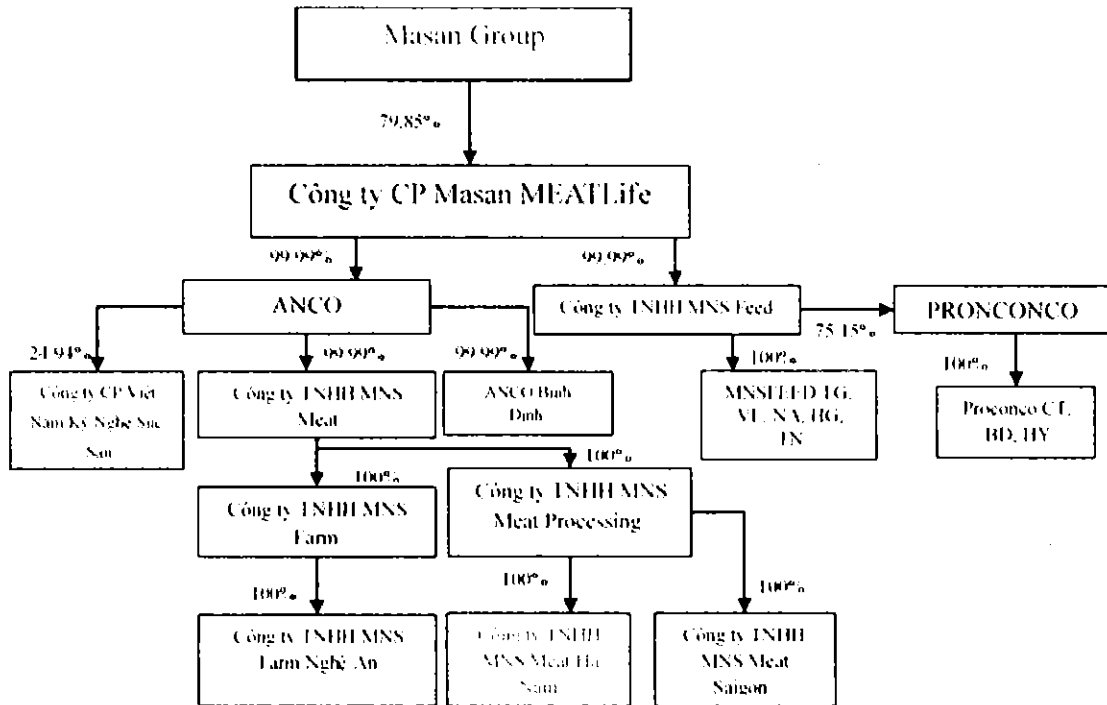 Masan Group
79.85%
Công ty CP Masan MEATLife
99.99%
99.99%
ANCO
Công ty TNHH MNS Feed
PRONCONCO
75.15%
24.94%
99.99%
99.99%
100%
100%
Công ty CP Việt
Nam Kỹ Nghệ Súc
Sản
Công ty TNHH MNS
Meat
ANCO Bình
Định
MNSFEED TG,
VL, NA, HG,
TN
Proconco CT,
BD, HY
100%
100%
Công ty TNHH MNS
Farm
Công ty TNHH MNS
Meat Processing
100%
100%
100%
Công ty TNHH MNS
Farm Nghệ An
Công ty TNHH
MNS Meat Hà
Nam
Công ty TNHH
MNS Meat
Saigon